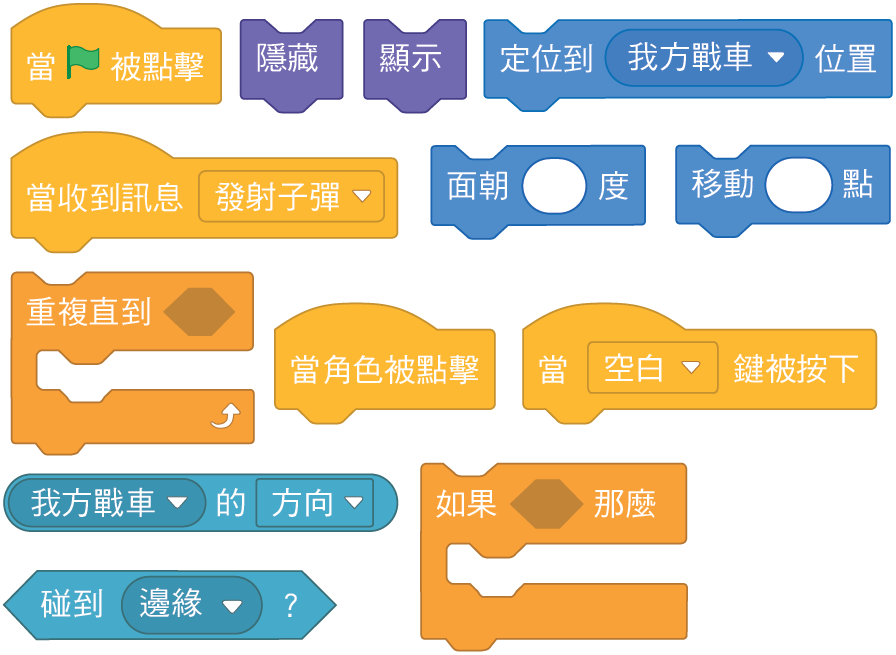 當 被點擊
隱藏
顯示
定位到 我方戰車 位置
當收到訊息 發射子彈
面朝 度
移動 點
重複直到
當角色被點擊
當 空白 鍵被按下
我方戰車 的 方向
如果 那麼
碰到 邊緣 ?